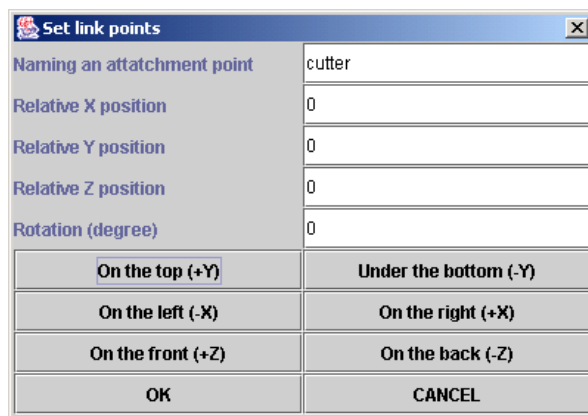 Set link points
Naming an attatchment point cutter
Relative X position 0
Relative Y position 0
Relative Z position 0
Rotation (degree) 0
On the top (+Y) Under the bottom (-Y)
On the left (-X) On the right (+X)
On the front (+Z) On the back (-Z)
OK CANCEL